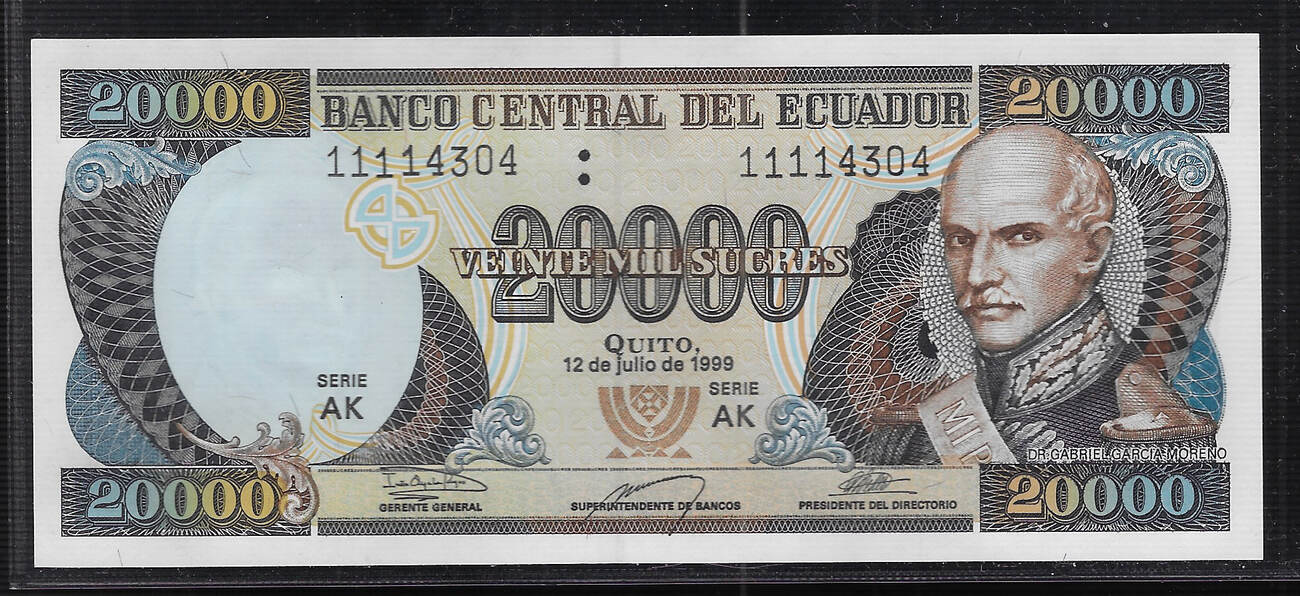 20000
BANCO CENTRAL DEL ECUADOR
20000
11114304 : 11114304
20000
VEINTE MIL SUCRES
QUITO,
12 de julio de 1999
SERIE
AK
SERIE
AK
DR. GABRIEL GARCIA MORENO
20000
GERENTE GENERAL
SUPERINTENDENTE DE BANCOS
PRESIDENTE DEL DIRECTORIO
20000